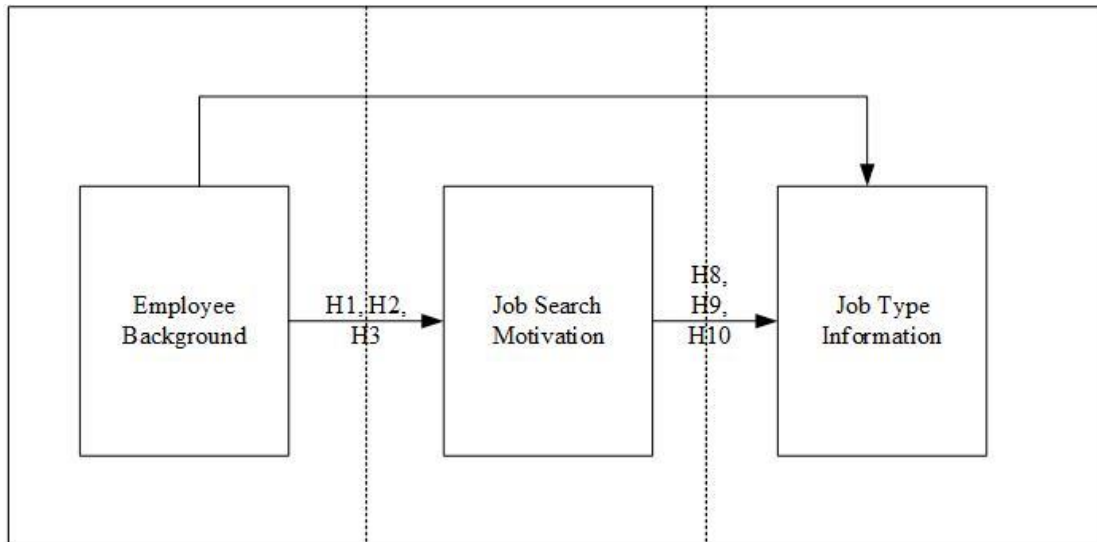 Employee
Background
H1, H2,
H3
Job Search
Motivation
H8,
H9,
H10
Job Type
Information